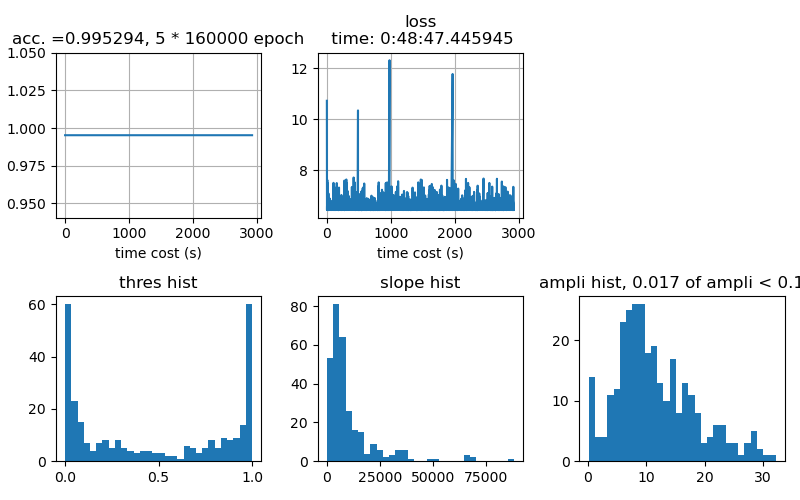 acc. =0.995294, 5 * 160000 epoch
1.050
1.025
1.000
0.975
0.950
0 1000 2000 3000
time cost (s)
loss
time: 0:48:47.445945
12
10
8
0 1000 2000 3000
time cost (s)
thres hist
60
40
20
0
0.0 0.5 1.0
slope hist
80
60
40
20
0
0 25000 50000 75000
ampli hist, 0.017 of ampli < 0.1
20
10
0
0 10 20 30